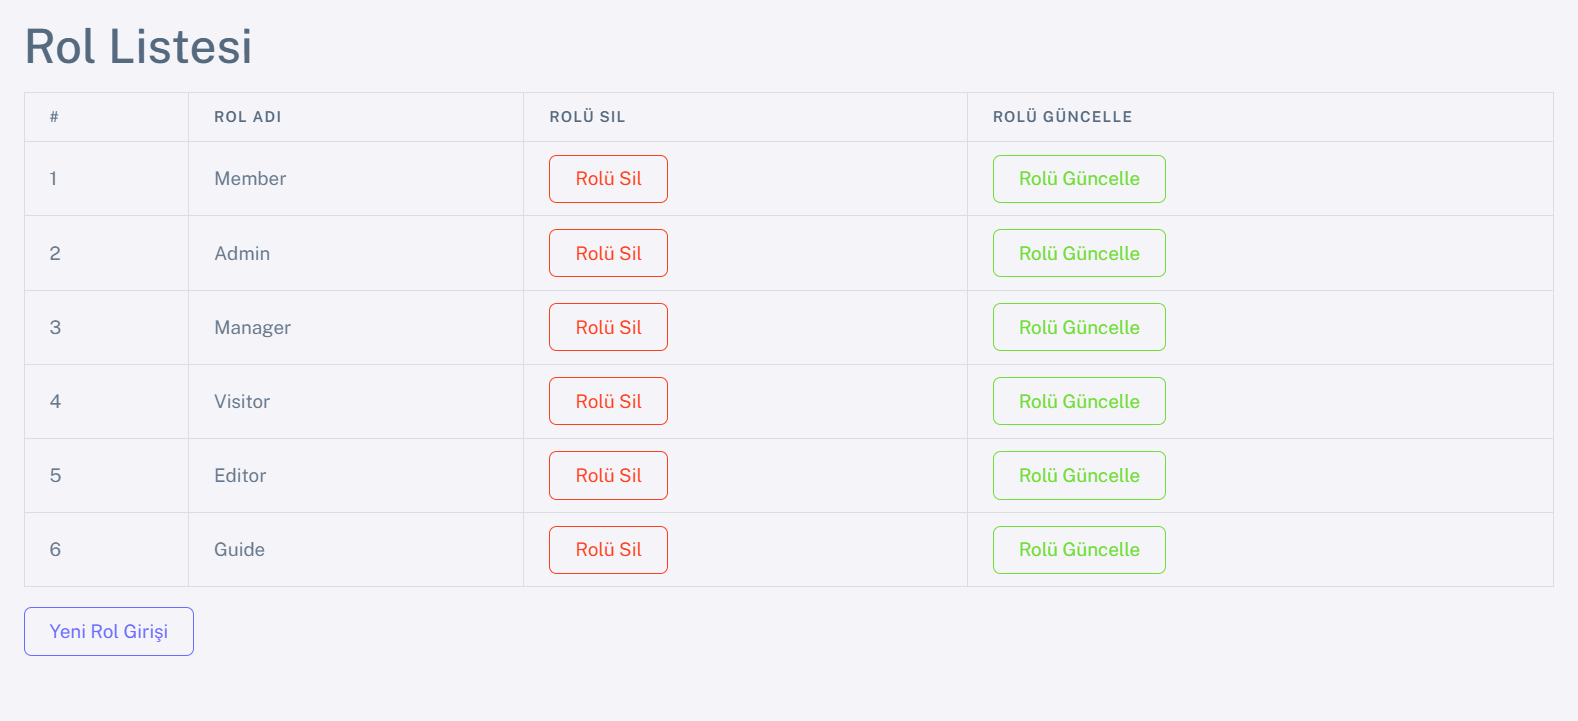 Rol Listesi
# ROL ADI ROLÜ SIL ROLÜ GÜNCELLE
1 Member Rolü Sil Rolü Güncelle
2 Admin Rolü Sil Rolü Güncelle
3 Manager Rolü Sil Rolü Güncelle
4 Visitor Rolü Sil Rolü Güncelle
5 Editor Rolü Sil Rolü Güncelle
6 Guide Rolü Sil Rolü Güncelle
Yeni Rol Girişi